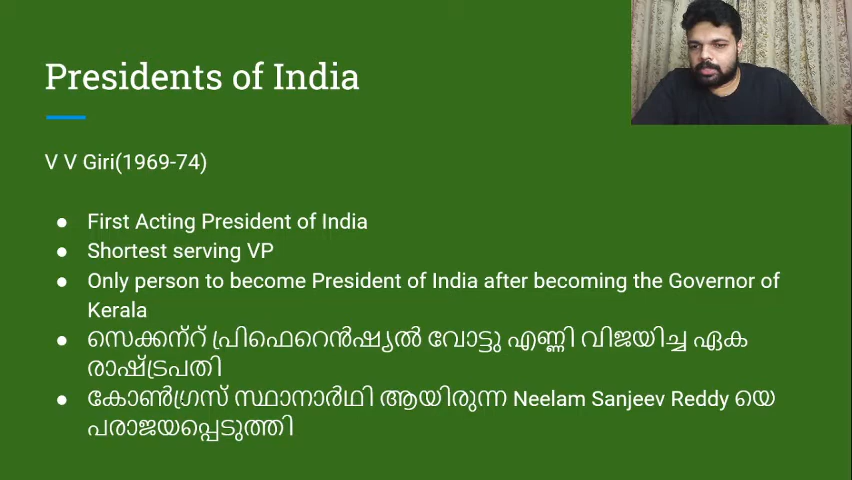 Presidents of India
V V Giri(1969-74)
● First Acting President of India
● Shortest serving VP
● Only person to become President of India after becoming the Governor of
Kerala
● സെക്കന്റ് പ്രിഫെറെൻഷ്യൽ വോട്ടു എണ്ണി വിജയിച്ച ഏക
രാഷ്ട്രപതി
● കോൺഗ്രസ് സ്ഥാനാർഥി ആയിരുന്ന Neelam Sanjeev Reddy യെ
പരാജയപ്പെടുത്തി